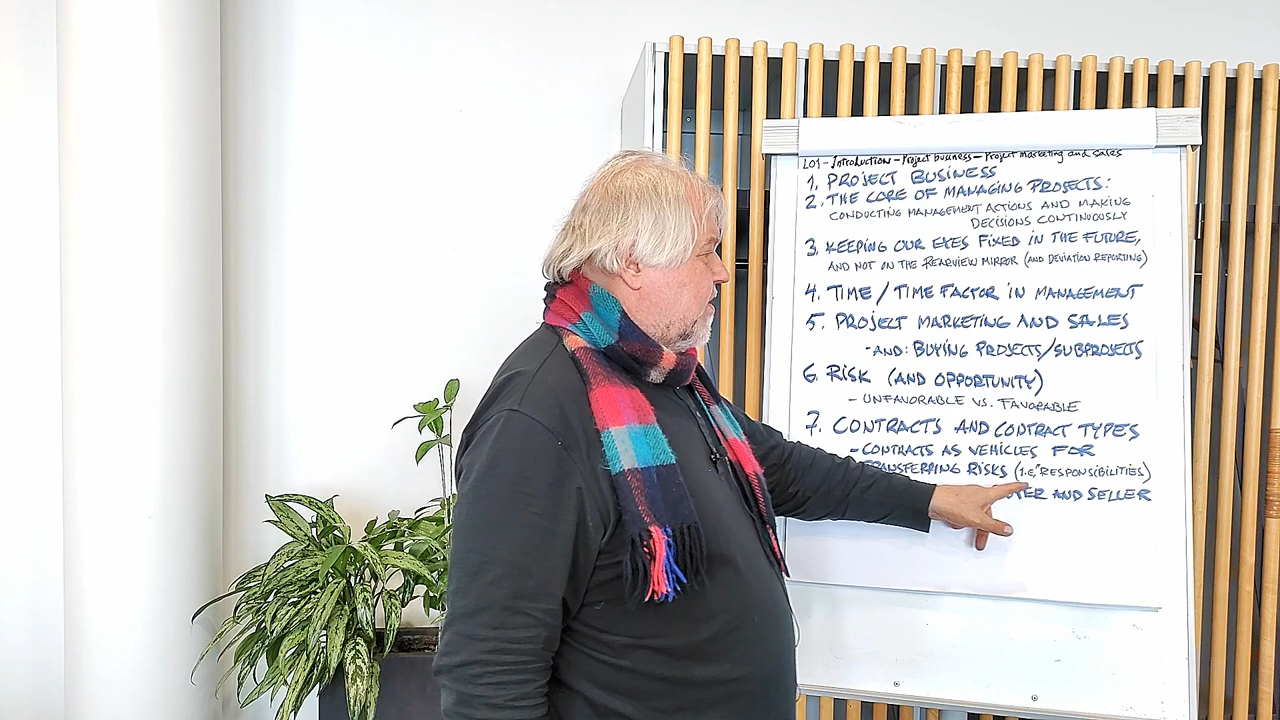 L01 - Introduction - Project business - Project marketing and sales
1. PROJECT BUSINESS
2. THE CORE OF MANAGING PROJECTS:
CONDUCTING MANAGEMENT ACTIONS AND MAKING
DECISIONS CONTINUOUSLY
3. KEEPING OUR EYES FIXED IN THE FUTURE,
AND NOT ON THE REARVIEW MIRROR (AND DEVIATION REPORTING)
4. TIME / TIME FACTOR IN MANAGEMENT
5. PROJECT MARKETING AND SALES
- AND: BUYING PROJECTS/SUBPROJECTS
6. RISK (AND OPPORTUNITY)
- UNFAVORABLE VS. FAVORABLE
7. CONTRACTS AND CONTRACT TYPES
- CONTRACTS AS VEHICLES FOR
TRANSFERRING RISKS (I.E. RESPONSIBILITIES)
AND SELLER